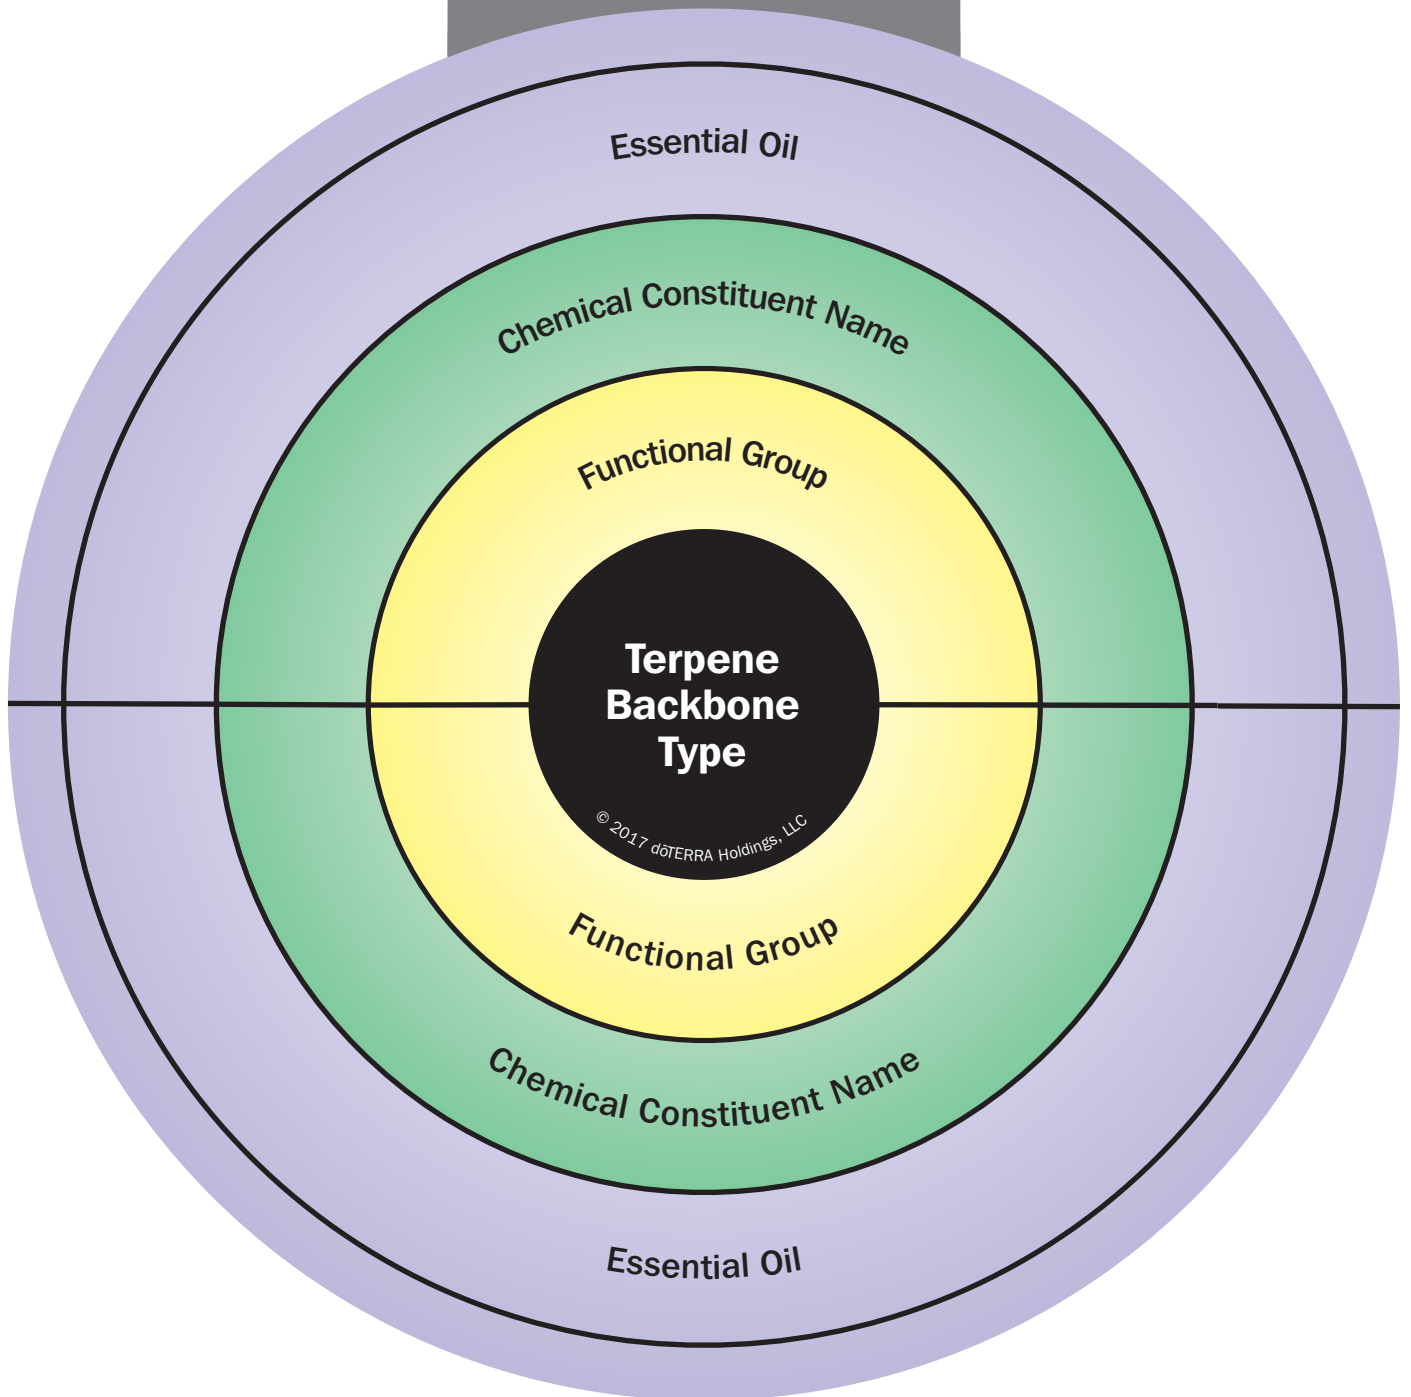 Essential Oil
Chemical Constituent Name
Functional Group
Terpene
Backbone
Type
© 2017 dōTERRA Holdings, LLC
Functional Group
Chemical Constituent Name
Essential Oil